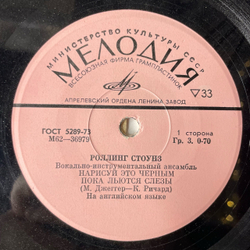 МИНИСТЕРСТВО КУЛЬТУРЫ СССР
МЕЛОДИЯ
ВСЕСОЮЗНАЯ ФИРМА ГРАМПЛАСТИНОК
33
АПРЕЛЕВСКИЙ ОРДЕНА ЛЕНИНА ЗАВОД
ГОСТ 5289-73
М62—36979
1 сторона
Гр. 3. 0-70
РОЛЛИНГ СТОУНЗ
Вокально-инструментальный ансамбль
НАРИСУЙ ЭТО ЧЕРНЫМ
ПОКА ЛЬЮТСЯ СЛЕЗЫ
(М. Джеггер—К. Ричард)
На английском языке